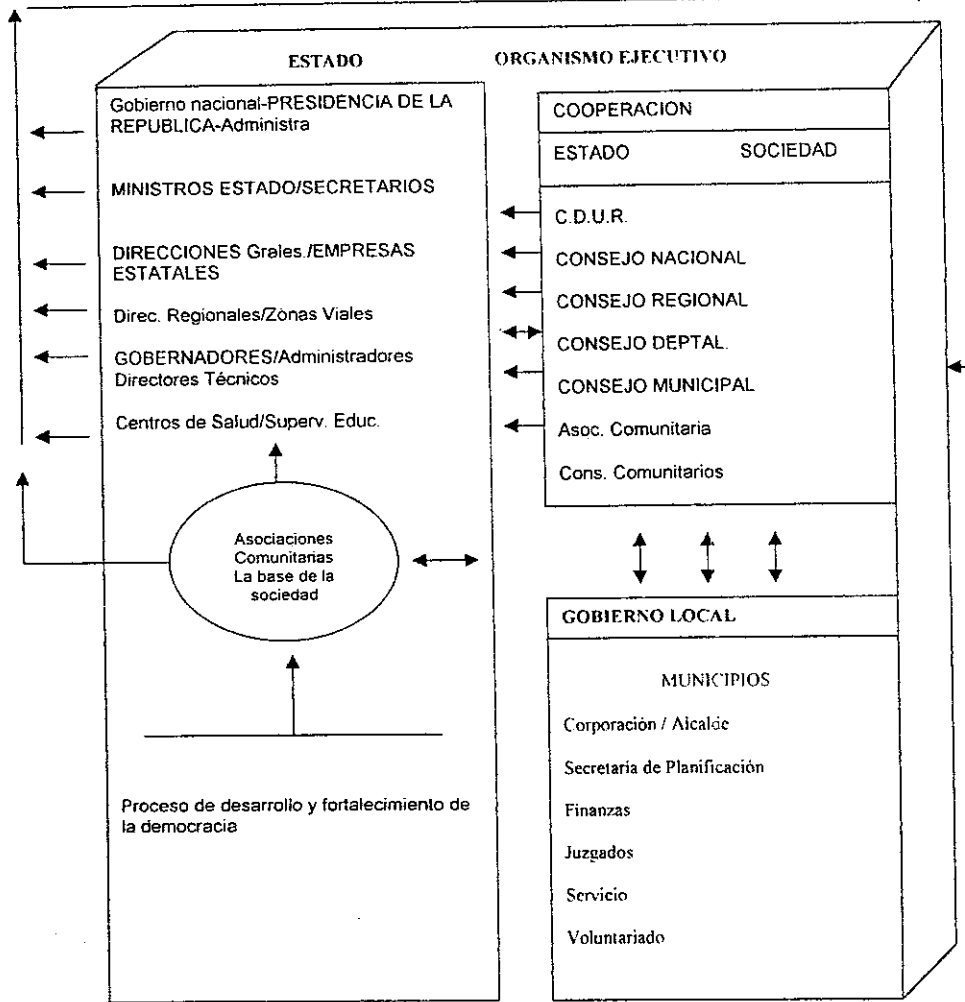 ESTADO
ORGANISMO EJECUTIVO
Gobierno nacional-PRESIDENCIA DE LA
REPUBLICA-Administra
MINISTROS ESTADO/SECRETARIOS
DIRECCIONES Grales./EMPRESAS
ESTATALES
Direc. Regionales/Zonas Viales
GOBERNADORES/Administradores
Directores Técnicos
Centros de Salud/Superv. Educ.
Asociaciones
Comunitarias
La base de la
sociedad
Proceso de desarrollo y fortalecimiento de
la democracia
COOPERACION
ESTADO SOCIEDAD
C.D.U.R.
CONSEJO NACIONAL
CONSEJO REGIONAL
CONSEJO DEPTAL.
CONSEJO MUNICIPAL
Asoc. Comunitaria
Cons. Comunitarios
GOBIERNO LOCAL
MUNICIPIOS
Corporación / Alcalde
Secretaria de Planificación
Finanzas
Juzgados
Servicio
Voluntariado